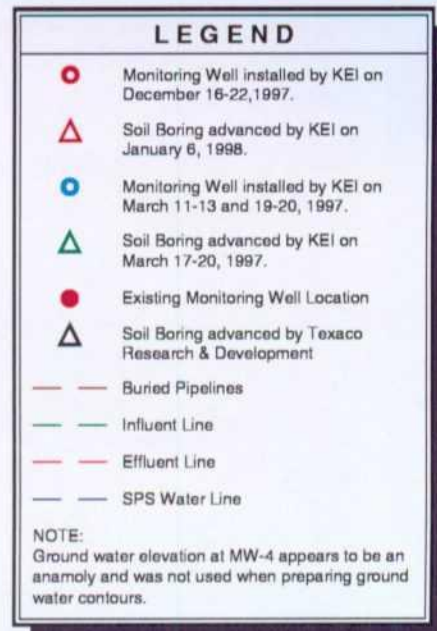 LEGEND
Monitoring Well installed by KEI on
December 16-22,1997.
Soil Boring advanced by KEI on
January 6, 1998.
Monitoring Well installed by KEI on
March 11-13 and 19-20, 1997.
Soil Boring advanced by KEI on
March 17-20, 1997.
Existing Monitoring Well Location
Soil Boring advanced by Texaco
Research & Development
Buried Pipelines
Influent Line
Effluent Line
SPS Water Line
NOTE:
Ground water elevation at MW-4 appears to be an
anamoly and was not used when preparing ground
water contours.